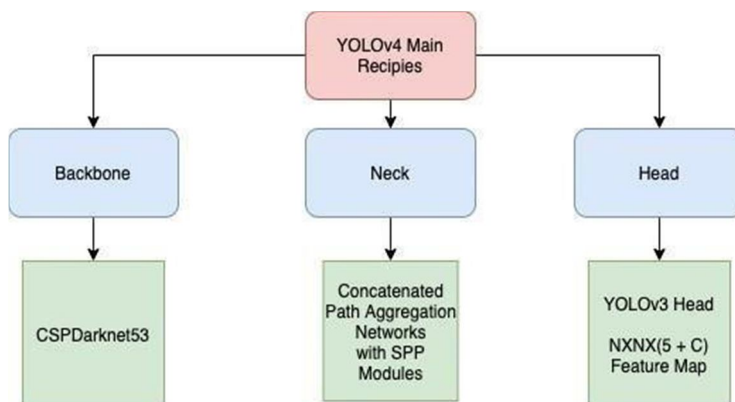 YOLOv4 Main
Recipies
Backbone
Neck
Head
CSPDarknet53
Concatenated
Path Aggregation
Networks
with SPP
Modules
YOLOv3 Head
NXNX(5 + C)
Feature Map